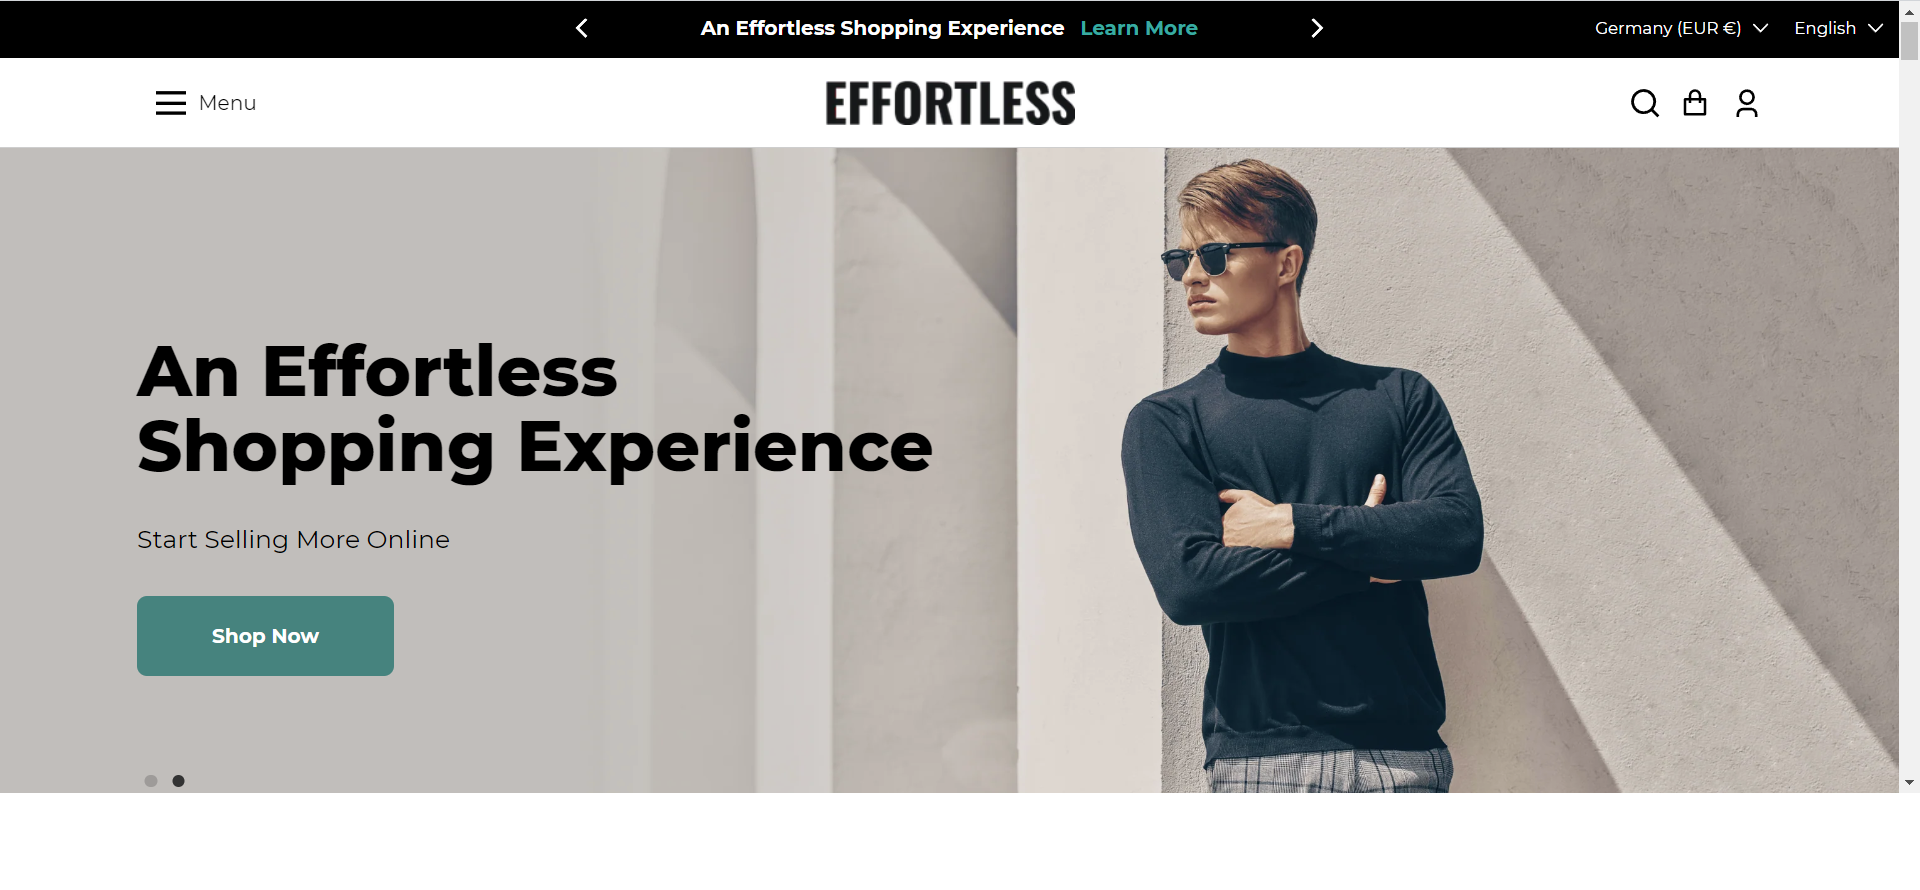 An Effortless Shopping Experience Learn More
Germany (EUR €) English
Menu
EFFORTLESS
An Effortless
Shopping Experience
Start Selling More Online
Shop Now